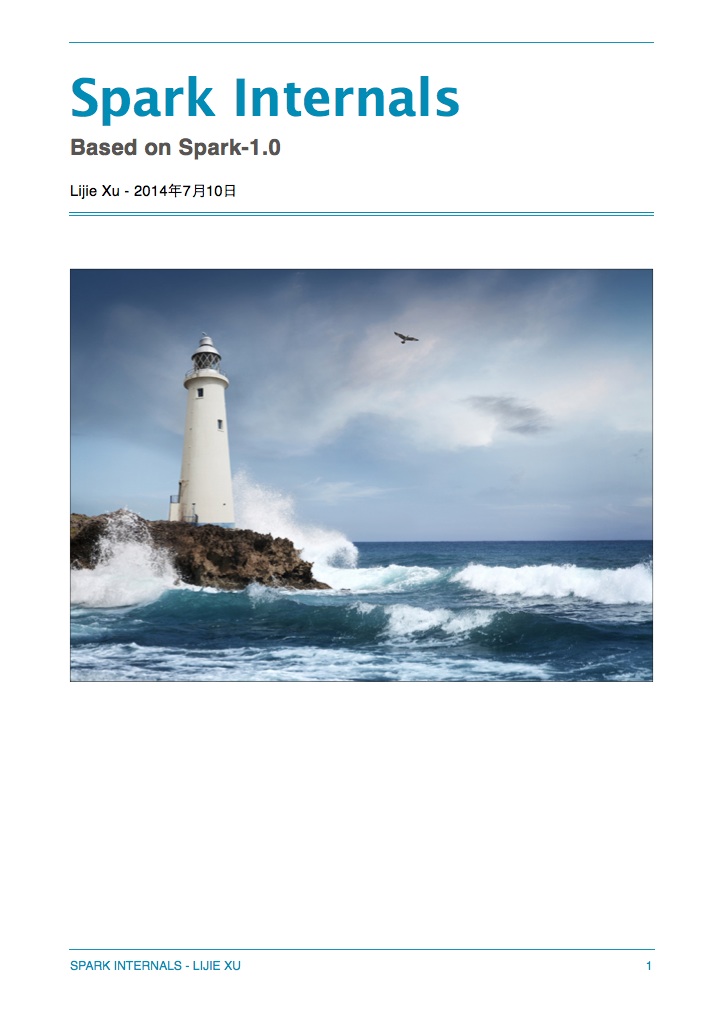 Spark Internals
Based on Spark-1.0
Lijie Xu - 2014年7月10日
SPARK INTERNALS - LIJIE XU 1